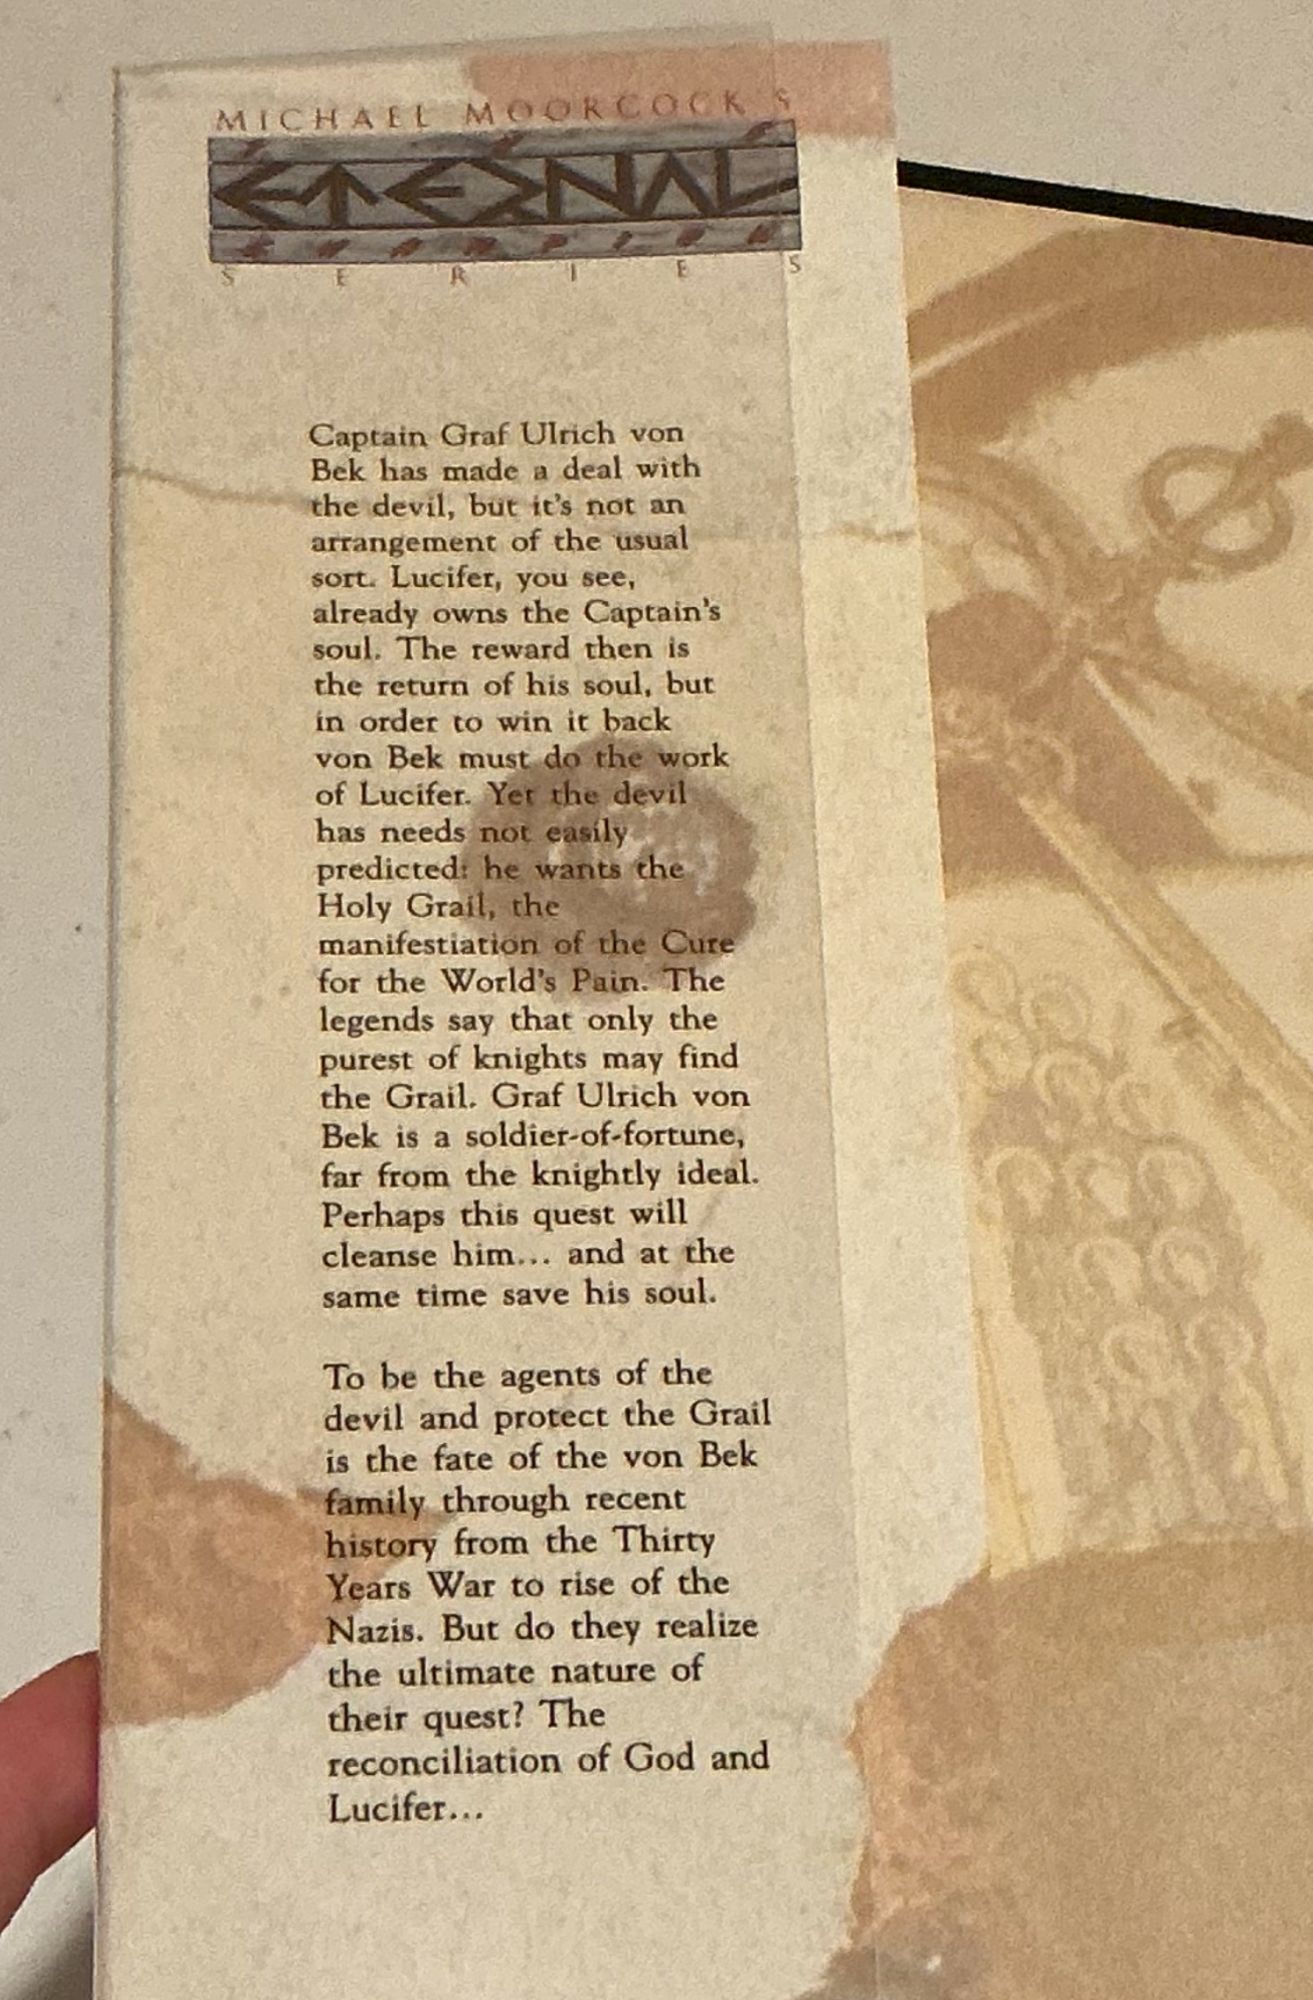 MICHAEL MOORCOCK'S
ETERNAL
CHAMPION
SERIES
Captain Graf Ulrich von
Bek has made a deal with
the devil, but it's not an
arrangement of the usual
sort. Lucifer, you see,
already owns the Captain's
soul. The reward then is
the return of his soul, but
in order to win it back
von Bek must do the work
of Lucifer. Yet the devil
has needs not easily
predicted: he wants the
Holy Grail, the
manifestiation of the Cure
for the World's Pain. The
legends say that only the
purest of knights may find
the Grail. Graf Ulrich von
Bek is a soldier-of-fortune,
far from the knightly ideal.
Perhaps this quest will
cleanse him... and at the
same time save his soul.
To be the agents of the
devil and protect the Grail
is the fate of the von Bek
family through recent
history from the Thirty
Years War to rise of the
Nazis. But do they realize
the ultimate nature of
their quest? The
reconciliation of God and
Lucifer...